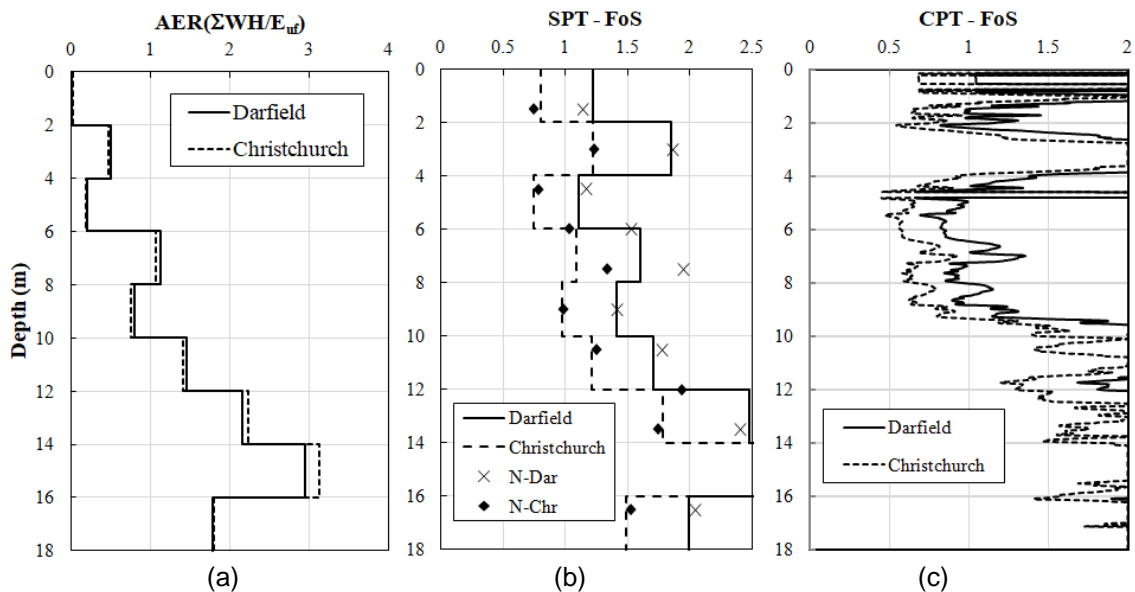 AER(ΣWH/E_uf)
0 1 2 3 4
0
2
4
6
8
10
12
14
16
18
Depth (m)
Darfield
Christchurch
(a)
SPT - FoS
0 0.5 1 1.5 2 2.5
0
2
4
6
8
10
12
14
16
18
Darfield
Christchurch
N-Dar
N-Chr
(b)
CPT - FoS
0 0.5 1 1.5 2
0
2
4
6
8
10
12
14
16
18
Darfield
Christchurch
(c)